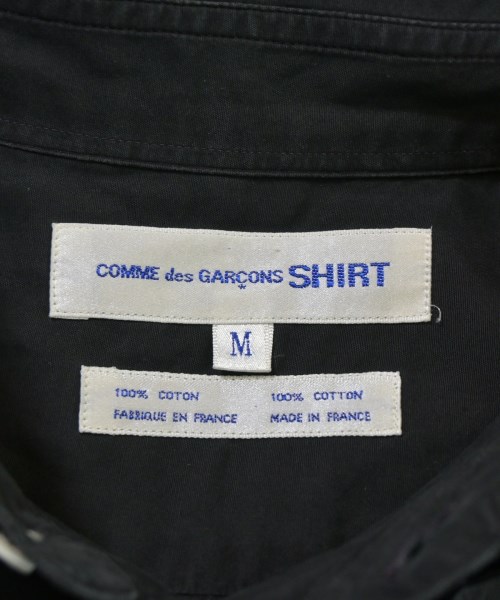 COMME des GARÇONS SHIRT
M
100% COTON 100% COTTON
FABRIQUE EN FRANCE MADE IN FRANCE